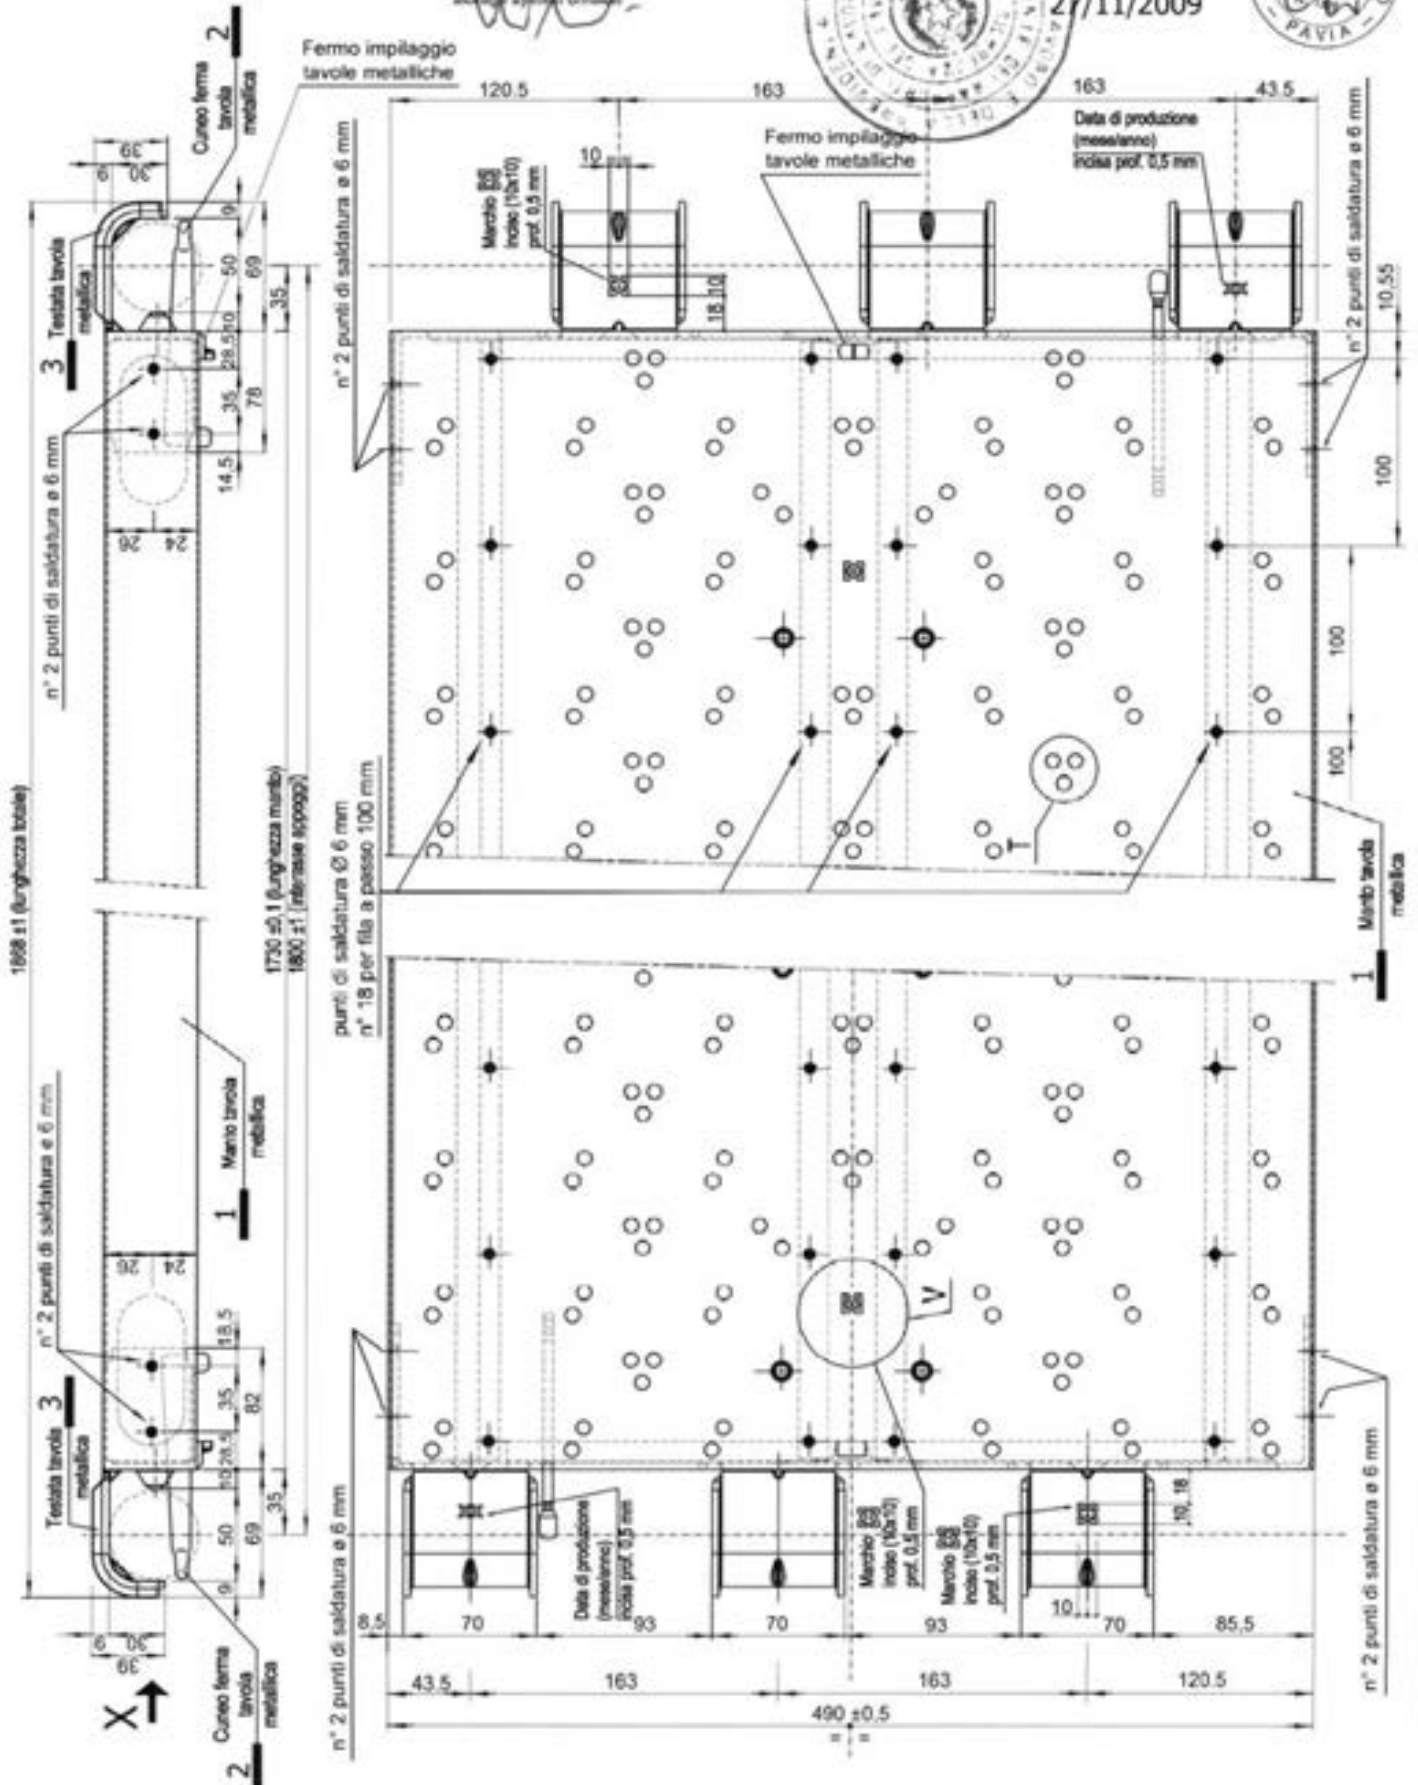 27/11/2009
PAVIA
Fermo impilaggio
tavole metalliche
2
Cuneo ferma
tavola
metallica
39
9
30
Testata tavola
metallica
3
9
50
69
35
10
28,5
35
78
14,5
26
24
n° 2 punti di saldatura ø 6 mm
1868 ±1 (lunghezza totale)
1730 ±0,1 (lunghezza manto)
1800 ±1 (interasse appoggi)
120.5
163
163
43.5
n° 2 punti di saldatura ø 6 mm
Marchio
inciso (10x10)
prof. 0,5 mm
10
18
10
Fermo impilaggio
tavole metalliche
Data di produzione
(mese/anno)
incisa prof. 0,5 mm
n° 2 punti di saldatura ø 6 mm
10,55
100
100
100
T
punti di saldatura Ø 6 mm
n° 18 per fila a passo 100 mm
Manto tavola
metallica
1
Manto tavola
metallica
1
n° 2 punti di saldatura ø 6 mm
26
24
18,5
35
82
28,5
10
35
50
69
9
Testata tavola
metallica
3
9
30
39
X
Cuneo ferma
tavola
metallica
2
n° 2 punti di saldatura ø 6 mm
Data di produzione
(mese/anno)
incisa prof. 0,5 mm
V
Marchio
inciso (10x10)
prof. 0,5 mm
Marchio
inciso (10x10)
prof. 0,5 mm
10
10
18
8,5
70
93
70
93
70
85,5
43.5
163
163
120.5
490 ±0.5
= =
n° 2 punti di saldatura ø 6 mm